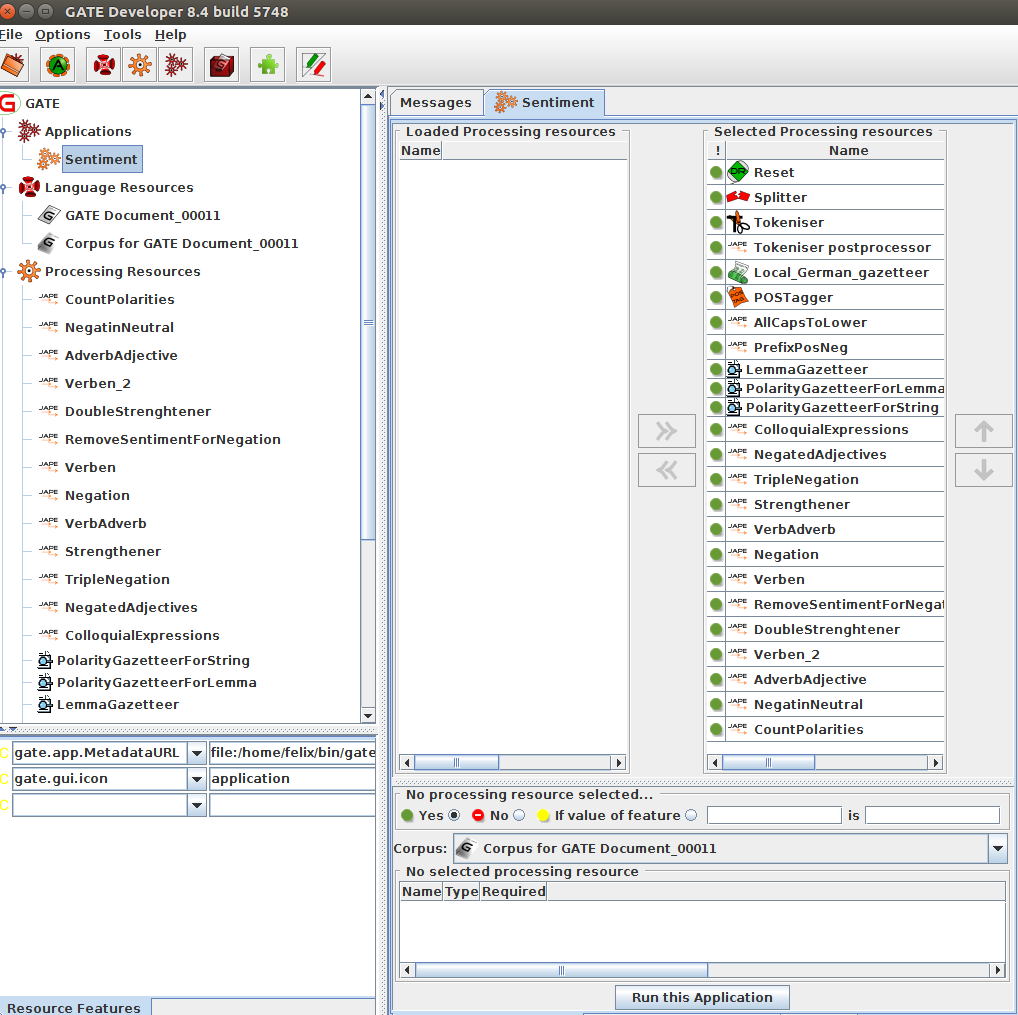 GATE Developer 8.4 build 5748
File Options Tools Help
GATE
Applications
Sentiment
Language Resources
GATE Document_00011
Corpus for GATE Document_00011
Processing Resources
CountPolarities
NegatinNeutral
AdverbAdjective
Verben_2
DoubleStrenghtener
RemoveSentimentForNegation
Verben
Negation
VerbAdverb
Strengthener
TripleNegation
NegatedAdjectives
ColloquialExpressions
PolarityGazetteerForString
PolarityGazetteerForLemma
LemmaGazetteer
gate.app.MetadataURL file:/home/felix/bin/gate
gate.gui.icon application
Resource Features
Messages Sentiment
Loaded Processing resources
Name
Selected Processing resources
! Name
Reset
Splitter
Tokeniser
Tokeniser postprocessor
Local_German_gazetteer
POSTagger
AllCapsToLower
PrefixPosNeg
LemmaGazetteer
PolarityGazetteerForLemma
PolarityGazetteerForString
ColloquialExpressions
NegatedAdjectives
TripleNegation
Strengthener
VerbAdverb
Negation
Verben
RemoveSentimentForNegat
DoubleStrenghtener
Verben_2
AdverbAdjective
NegatinNeutral
CountPolarities
No processing resource selected...
Yes No If value of feature is
Corpus: Corpus for GATE Document_00011
No selected processing resource
Name Type Required
Run this Application